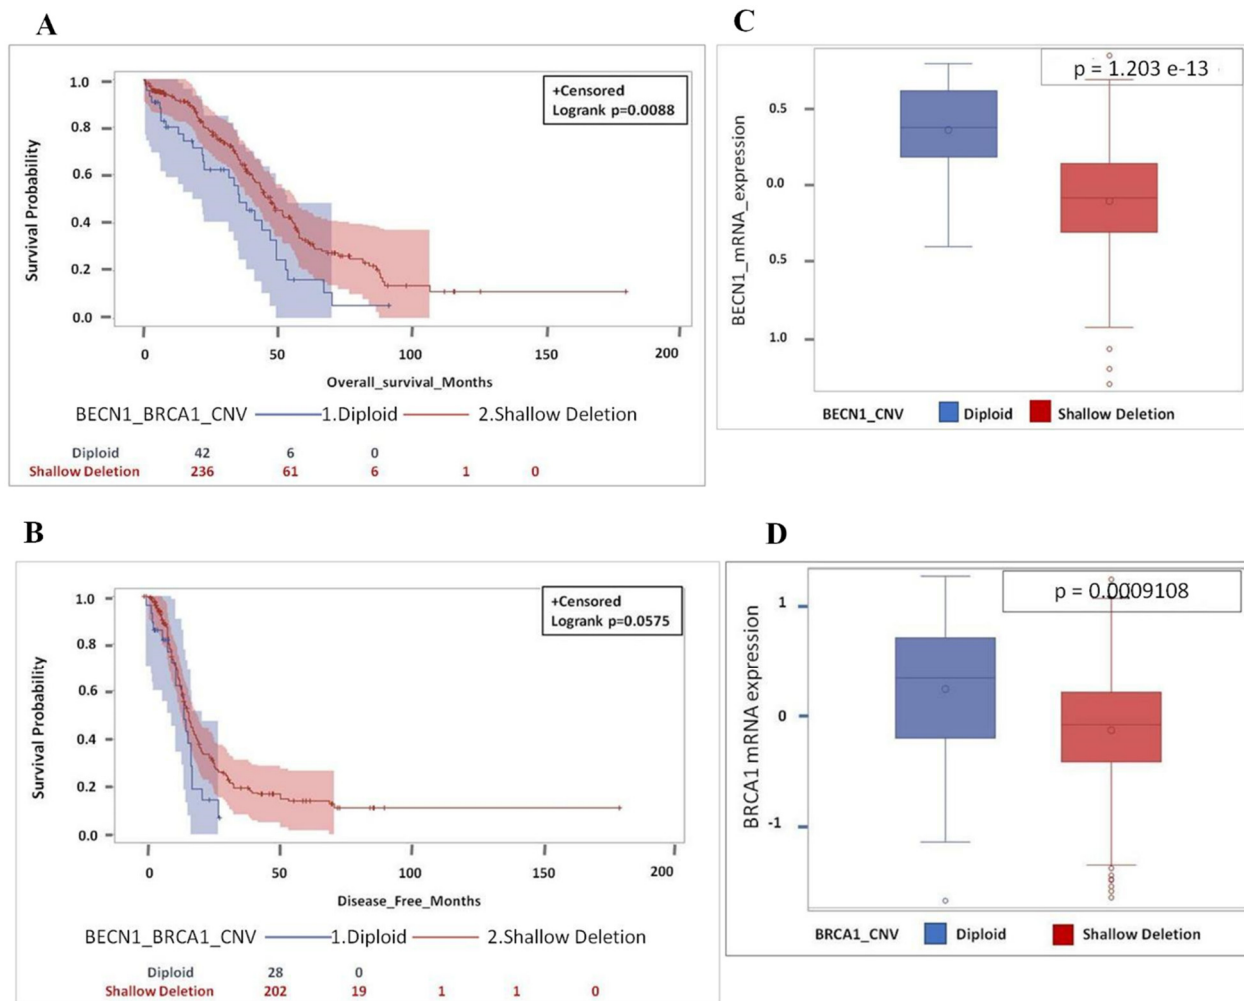 A
+Censored
Logrank p=0.0088
Survival Probability
1.0
0.8
0.6
0.4
0.2
0.0
0 50 100 150 200
Overall_survival_Months
BECN1_BRCA1_CNV 1.Diploid 2.Shallow Deletion
Diploid 42 6 0
Shallow Deletion 236 61 6 1 0
C
p = 1.203 e-13
BECN1_mRNA_expression
0.5
0.0
0.5
1.0
BECN1_CNV Diploid Shallow Deletion
B
+Censored
Logrank p=0.0575
Survival Probability
1.0
0.8
0.6
0.4
0.2
0.0
0 50 100 150 200
Disease_Free_Months
BECN1_BRCA1_CNV 1.Diploid 2.Shallow Deletion
Diploid 28 0
Shallow Deletion 202 19 1 1 0
D
p = 0.0009108
BRCA1 mRNA expression
1
0
-1
BRCA1_CNV Diploid Shallow Deletion